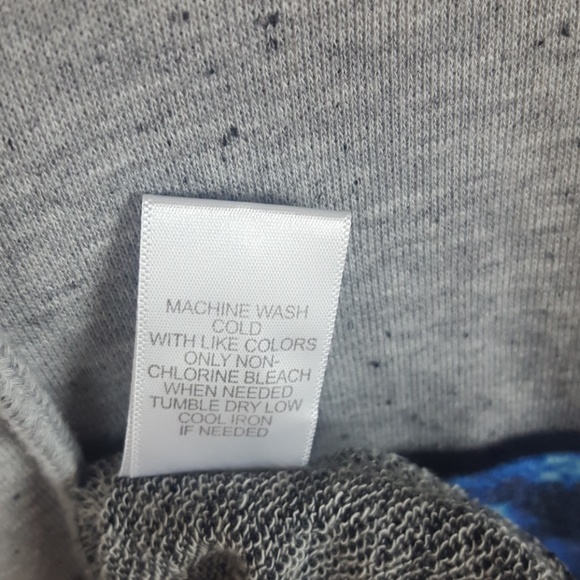 MACHINE WASH
COLD
WITH LIKE COLORS
ONLY NON-
CHLORINE BLEACH
WHEN NEEDED
TUMBLE DRY LOW
COOL IRON
IF NEEDED